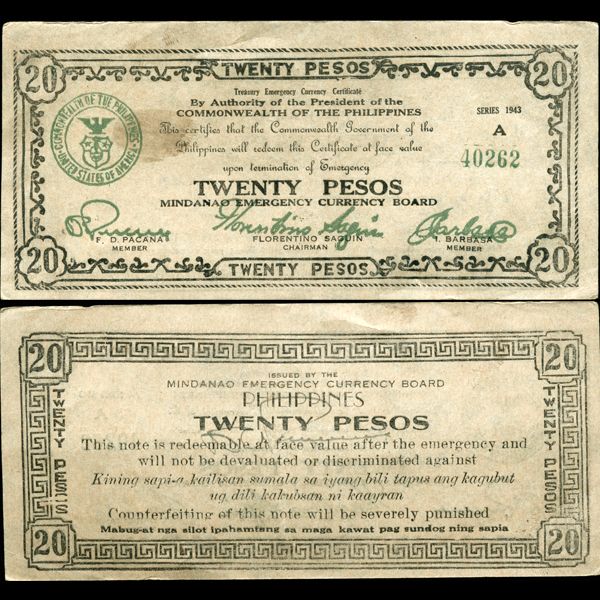 20 TWENTY PESOS 20
Treasury Emergency Currency Certificate
By Authority of the President of the
COMMONWEALTH OF THE PHILIPPINES
SERIES 1943
This certifies that the Commonwealth Government of the
A
Philippines will redeem this Certificate at face value
40262
upon termination of Emergency
COMMONWEALTH OF THE PHILIPPINES
UNITED STATES OF AMERICA
TWENTY PESOS
MINDANAO EMERGENCY CURRENCY BOARD
Florentino Saguin
F. D. PACANA
FLORENTINO SAGUIN
I. BARBASA
MEMBER
CHAIRMAN
MEMBER
20 TWENTY PESOS 20
20 20
ISSUED BY THE
MINDANAO EMERGENCY CURRENCY BOARD
PHILIPPINES
TWENTY PESOS
TWENTY PESOS
TWENTY PESOS
This note is redeemable at face value after the emergency and
will not be devaluated or discriminated against
Kining sapi-a kailisan sumala sa iyang bili tapus ang kagubut
ug dili kakubsan ni kaayran
Counterfeiting of this note will be severely punished
Mabug-at nga silot ipahamtang sa maga kawat pag sundog ning sapia
20 20